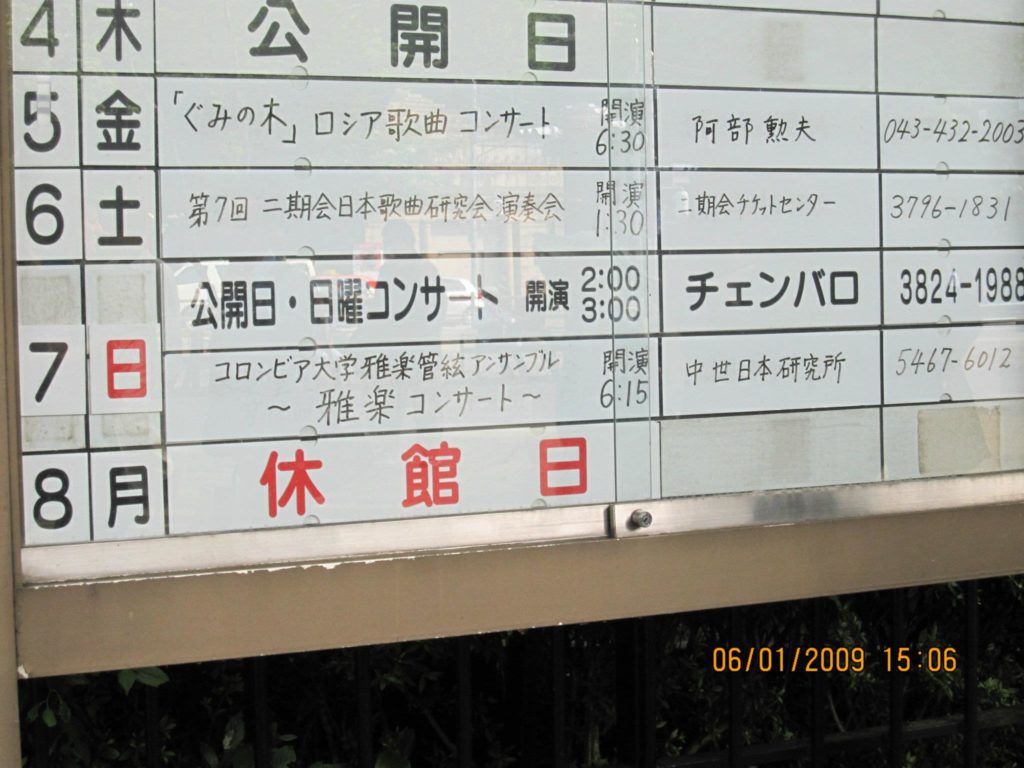 4 木 公開日
5 金 「ぐみの木」ロシア歌曲 コンサート 開演 6:30 阿部勲夫 043-432-2003
6 土 第7回 二期会日本歌曲研究会 演奏会 開演 1:30 二期会チケットセンター 3796-1831
公開日・日曜コンサート 開演 2:00 3:00 チェンバロ 3824-1988
7 日 コロンビア大学雅楽管絃アンサンブル 開演 6:15 中世日本研究所 5467-6012
～ 雅楽 コンサート ～
8 月 休館日
06/01/2009 15:06